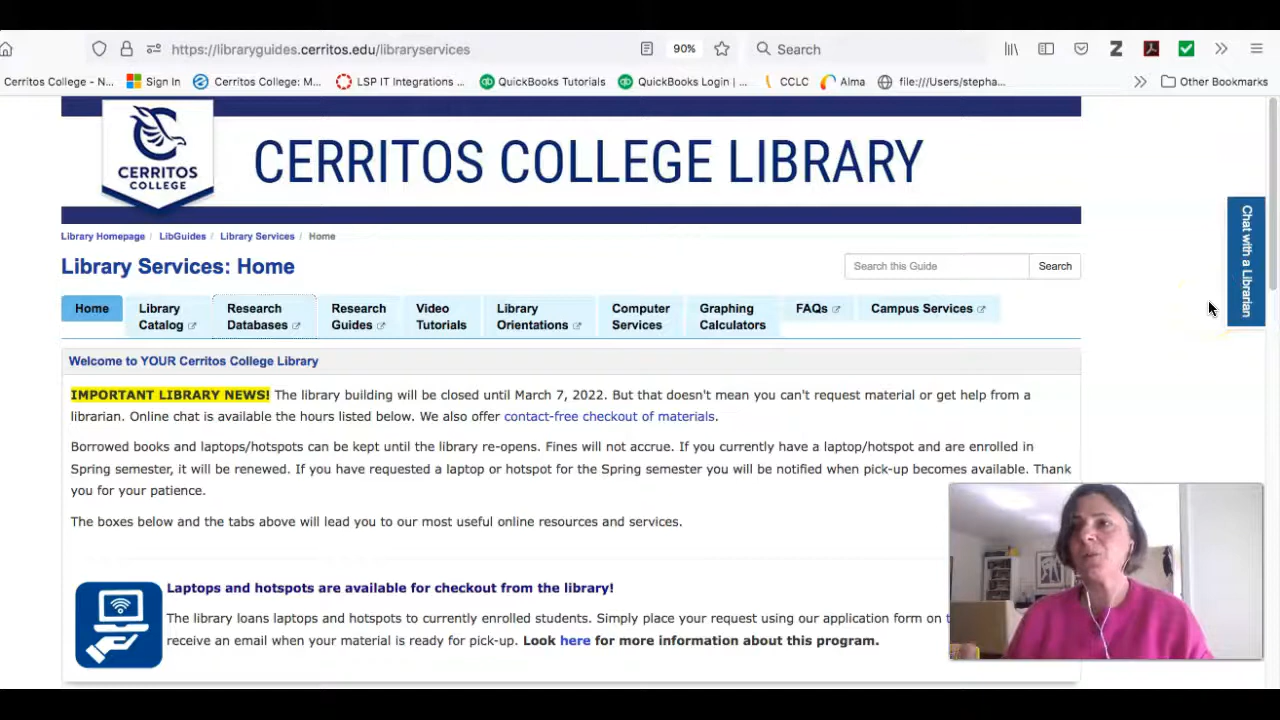 https://libraryguides.cerritos.edu/libraryservices 90% Search Z
Cerritos College - N... Sign In Cerritos College: M... LSP IT Integrations ... QuickBooks Tutorials QuickBooks Login | ... CCLC Alma file:///Users/stepha... Other Bookmarks
CERRITOS COLLEGE
CERRITOS COLLEGE LIBRARY
Chat with a Librarian
Library Homepage / LibGuides / Library Services / Home
Library Services: Home
Search this Guide Search
Home
Library Catalog
Research Databases
Research Guides
Video Tutorials
Library Orientations
Computer Services
Graphing Calculators
FAQs
Campus Services
Welcome to YOUR Cerritos College Library
IMPORTANT LIBRARY NEWS! The library building will be closed until March 7, 2022. But that doesn't mean you can't request material or get help from a
librarian. Online chat is available the hours listed below. We also offer contact-free checkout of materials.
Borrowed books and laptops/hotspots can be kept until the library re-opens. Fines will not accrue. If you currently have a laptop/hotspot and are enrolled in
Spring semester, it will be renewed. If you have requested a laptop or hotspot for the Spring semester you will be notified when pick-up becomes available. Thank
you for your patience.
The boxes below and the tabs above will lead you to our most useful online resources and services.
Laptops and hotspots are available for checkout from the library!
The library loans laptops and hotspots to currently enrolled students. Simply place your request using our application form on
receive an email when your material is ready for pick-up. Look here for more information about this program.